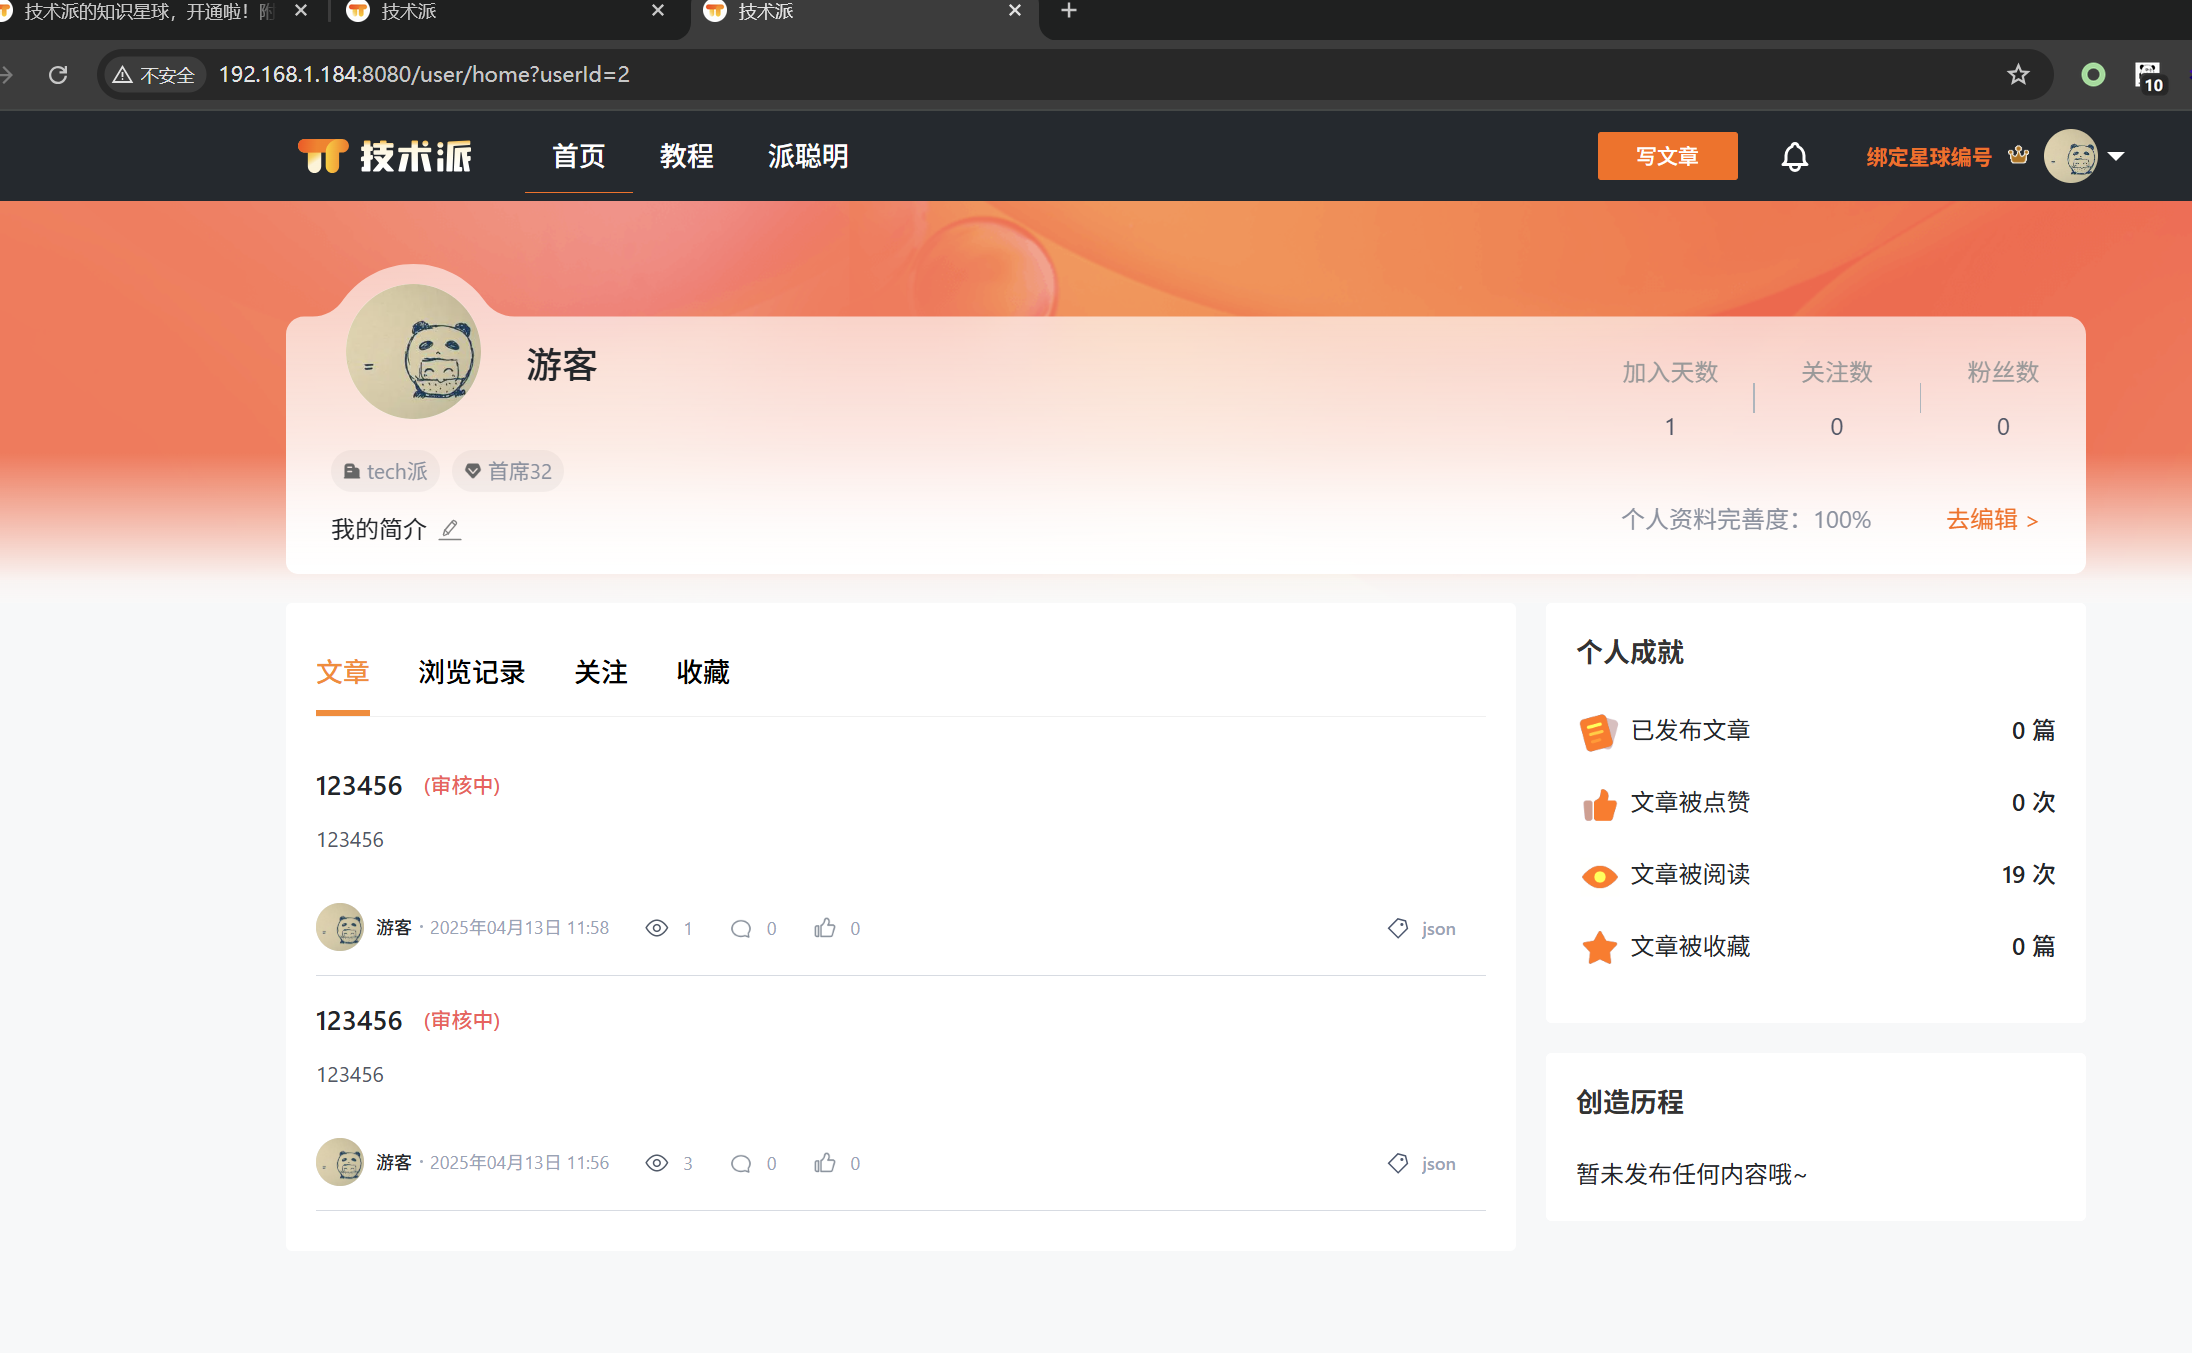 技术派的知识星球，开通啦！附
技术派
技术派
不安全
192.168.1.184:8080/user/home?userId=2
10
技术派
首页
教程
派聪明
写文章
绑定星球编号
游客
加入天数
关注数
粉丝数
1
0
0
tech派
首席32
我的简介
个人资料完善度：100%
去编辑 >
文章
浏览记录
关注
收藏
123456 (审核中)
123456
游客 · 2025年04月13日 11:58 1 0 0 json
123456 (审核中)
123456
游客 · 2025年04月13日 11:56 3 0 0 json
个人成就
已发布文章 0 篇
文章被点赞 0 次
文章被阅读 19 次
文章被收藏 0 篇
创造历程
暂未发布任何内容哦~